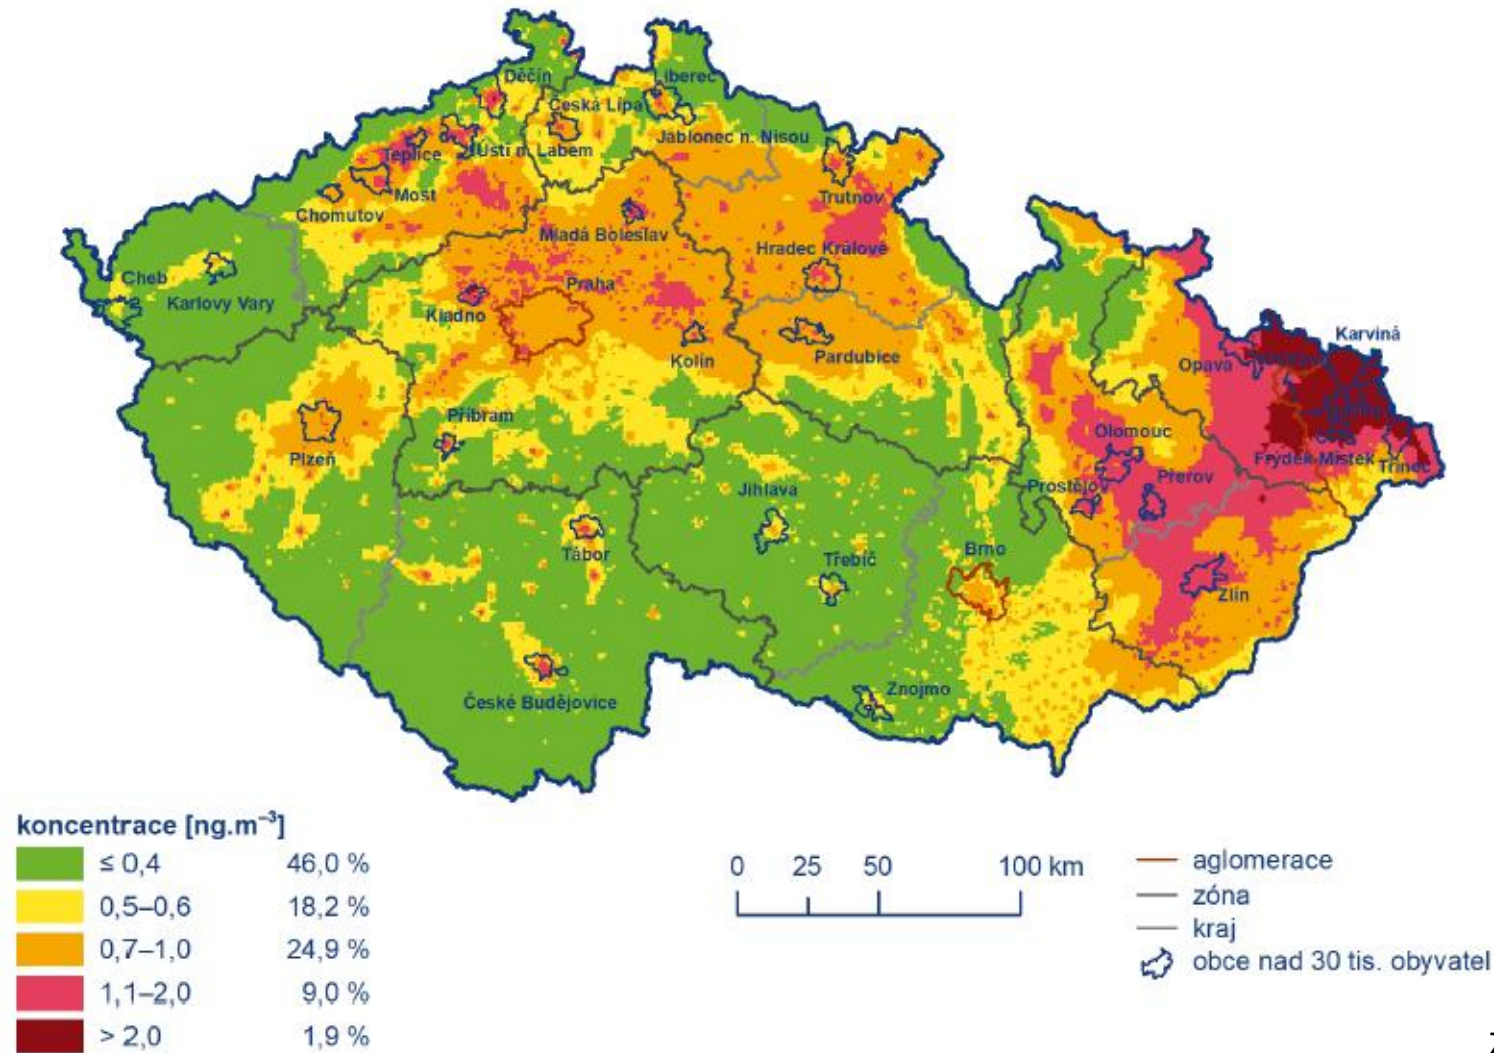 Děčín
Liberec
Česká Lípa
Teplice
Ústí n. Labem
Jablonec n. Nisou
Most
Trutnov
Chomutov
Mladá Boleslav
Hradec Králové
Cheb
Praha
Karlovy Vary
Kladno
Karviná
Kolín
Pardubice
Opava
Příbram
Olomouc
Plzeň
Frýdek-Místek
Třinec
Jihlava
Prostějov
Přerov
Tábor
Třebíč
Brno
Zlín
České Budějovice
Znojmo
koncentrace [ng.m⁻³]
≤ 0,4 46,0 %
0,5–0,6 18,2 %
0,7–1,0 24,9 %
1,1–2,0 9,0 %
> 2,0 1,9 %
0 25 50 100 km
aglomerace
zóna
kraj
obce nad 30 tis. obyvatel